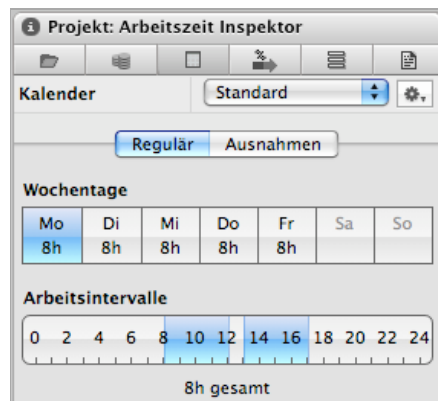 Projekt: Arbeitszeit Inspektor
Kalender Standard
Regulär Ausnahmen
Wochentage
Mo Di Mi Do Fr Sa So
8h 8h 8h 8h 8h
Arbeitsintervalle
0 2 4 6 8 10 12 14 16 18 20 22 24
8h gesamt